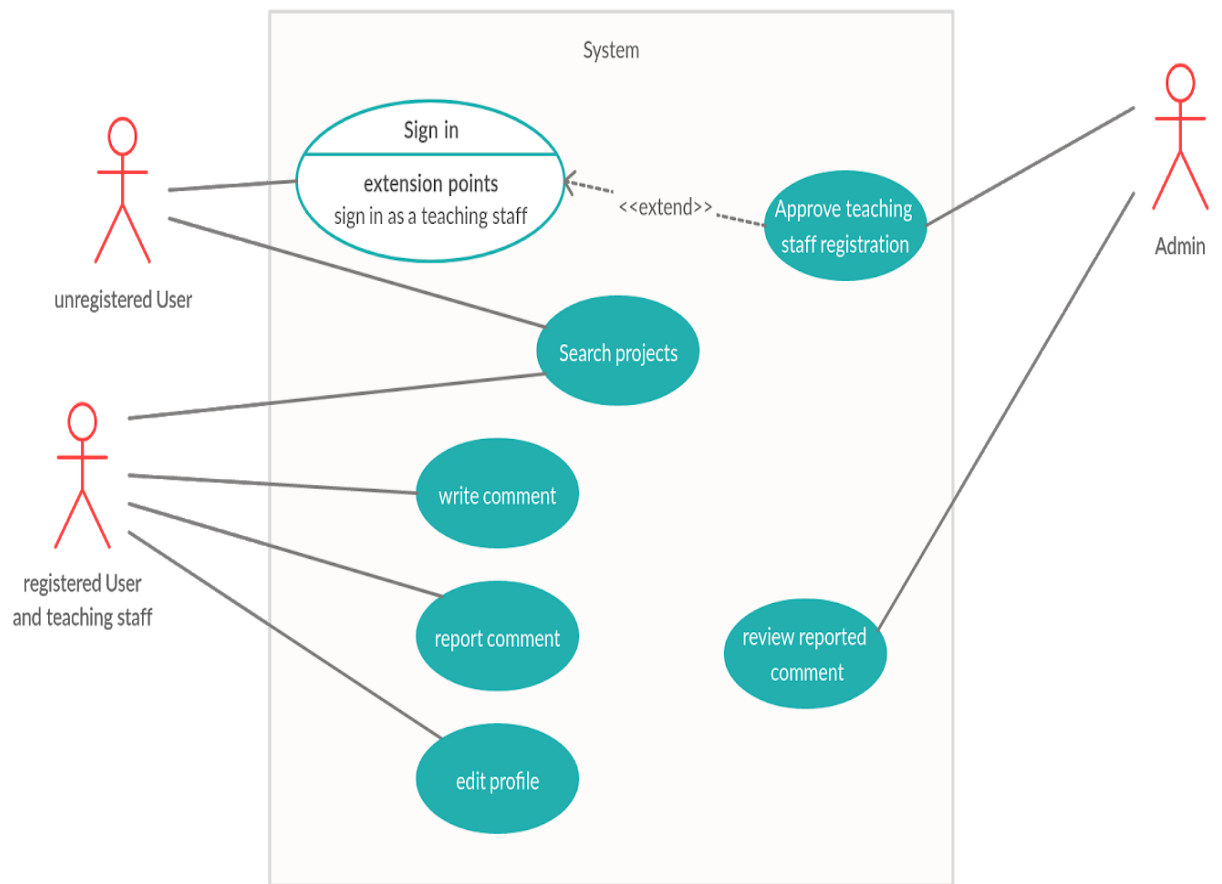 System
Sign in
extension points
sign in as a teaching staff
<<extend>>
Approve teaching
staff registration
Admin
unregistered User
Search projects
write comment
registered User
and teaching staff
report comment
review reported
comment
edit profile